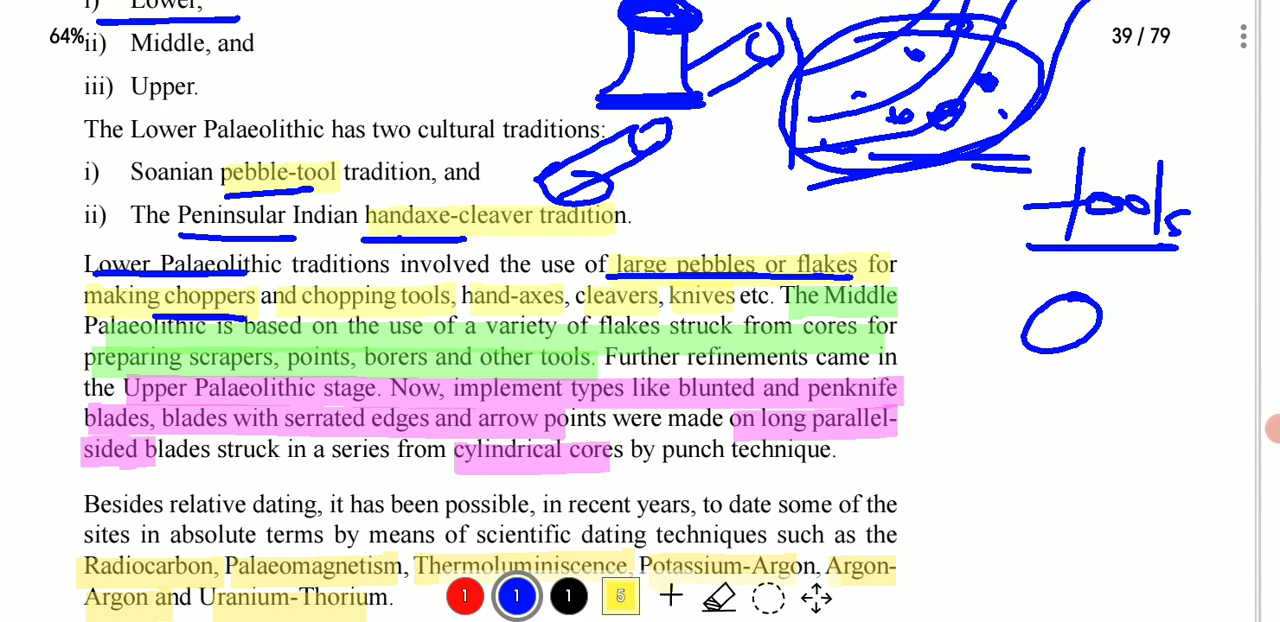 i) Lower,
64%
39 / 79
ii) Middle, and
iii) Upper.
The Lower Palaeolithic has two cultural traditions:
i) Soanian pebble-tool tradition, and
tools
ii) The Peninsular Indian handaxe-cleaver tradition.
Lower Palaeolithic traditions involved the use of large pebbles or flakes for
making choppers and chopping tools, hand-axes, cleavers, knives etc. The Middle
Palaeolithic is based on the use of a variety of flakes struck from cores for
preparing scrapers, points, borers and other tools. Further refinements came in
the Upper Palaeolithic stage. Now, implement types like blunted and penknife
blades, blades with serrated edges and arrow points were made on long parallel-
sided blades struck in a series from cylindrical cores by punch technique.
Besides relative dating, it has been possible, in recent years, to date some of the
sites in absolute terms by means of scientific dating techniques such as the
Radiocarbon, Palaeomagnetism, Thermoluminiscence, Potassium-Argon, Argon-
Argon and Uranium-Thorium.
1 1 1 5